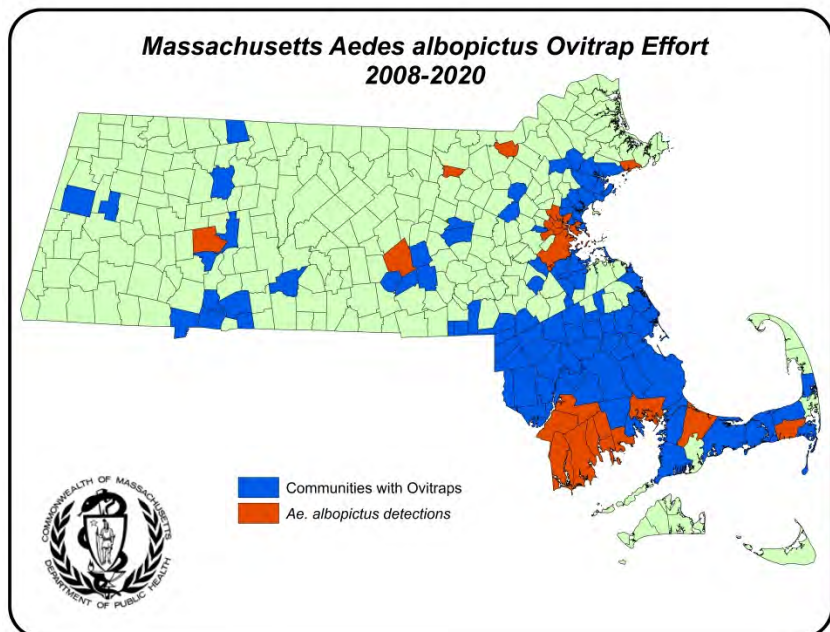 Massachusetts Aedes albopictus Ovitrap Effort
2008-2020
Communities with Ovitraps
Ae. albopictus detections
COMMONWEALTH OF MASSACHUSETTS
DEPARTMENT OF PUBLIC HEALTH